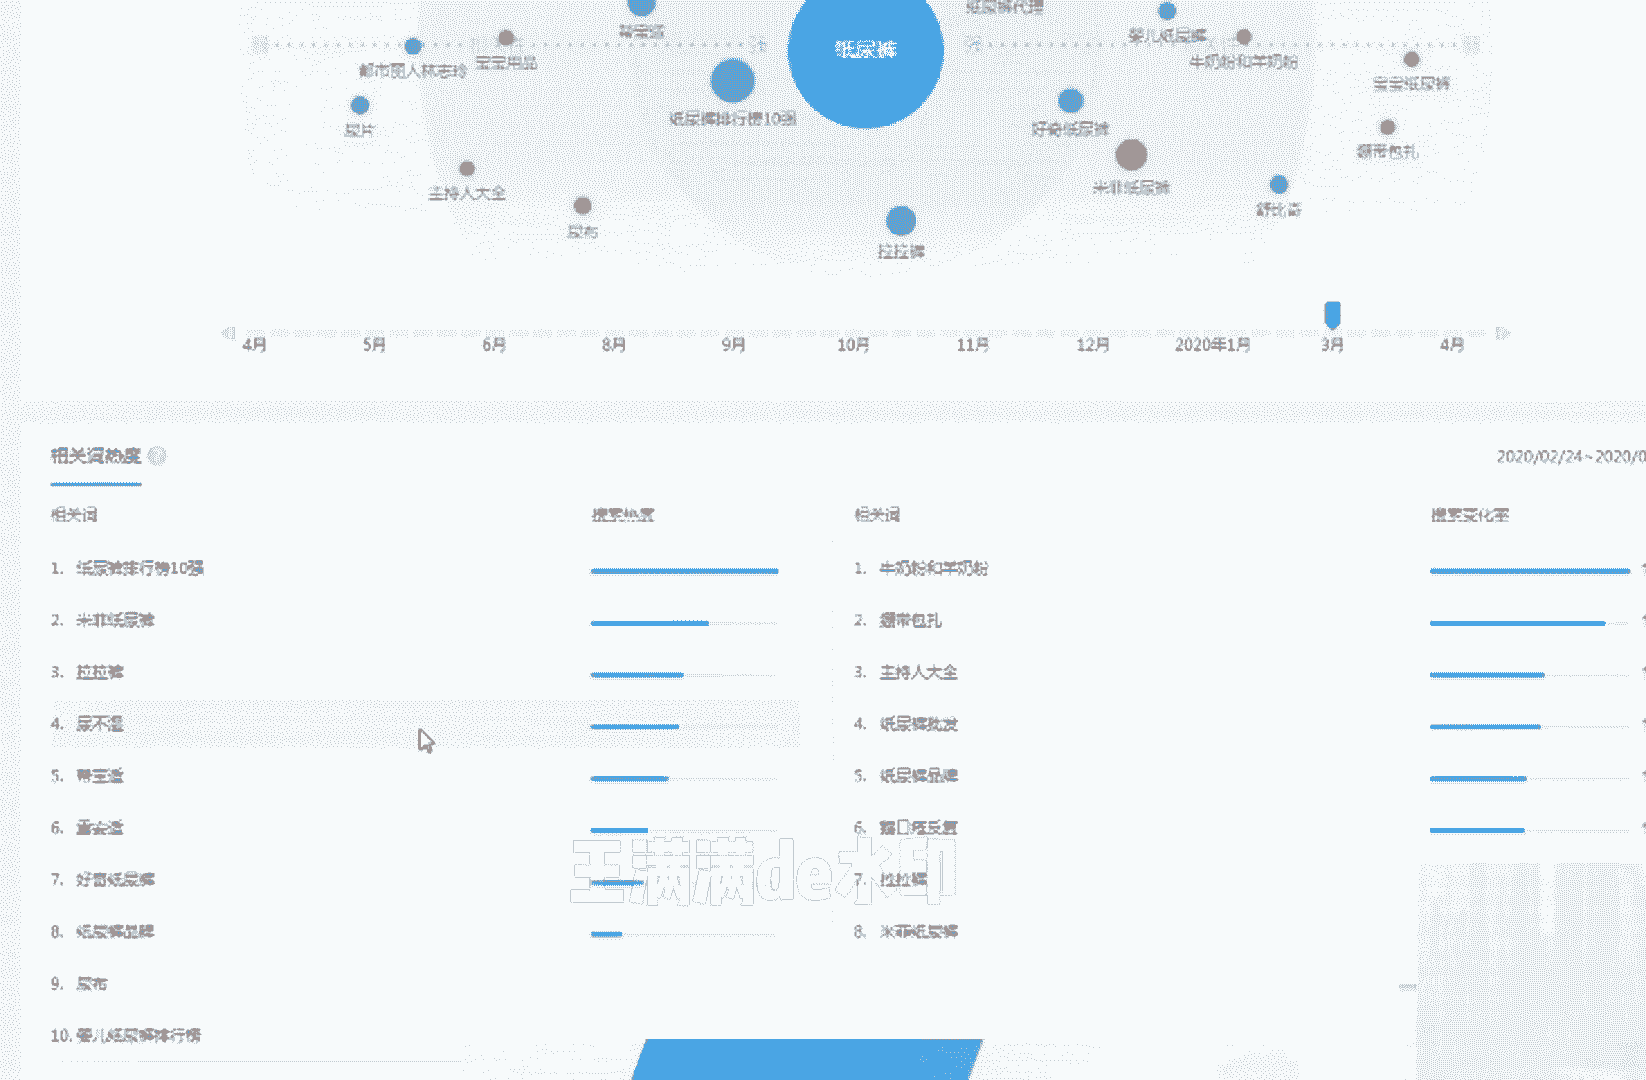 纸尿裤代理
帮宝适
纸尿裤
婴儿纸尿裤
都市丽人林志玲
宝宝用品
牛奶粉和羊奶粉
宝宝纸尿裤
尿片
纸尿裤排行榜10强
好奇纸尿裤
绷带包扎
主持人大全
米菲纸尿裤
舒比奇
尿布
拉拉裤
4月 5月 6月 8月 9月 10月 11月 12月 2020年1月 3月 4月
相关词热度
2020/02/24~2020/0
相关词 搜索热度 相关词 搜索变化率
1. 纸尿裤排行榜10强 1. 牛奶粉和羊奶粉
2. 米菲纸尿裤 2. 绷带包扎
3. 拉拉裤 3. 主持人大全
4. 尿不湿 4. 纸尿裤批发
5. 帮宝适 5. 纸尿裤品牌
6. 6.
王满满de水印
7. 好奇纸尿裤 7. 拉拉裤
8. 纸尿裤品牌 8. 米菲纸尿裤
9. 尿布
10. 婴儿纸尿裤排行榜